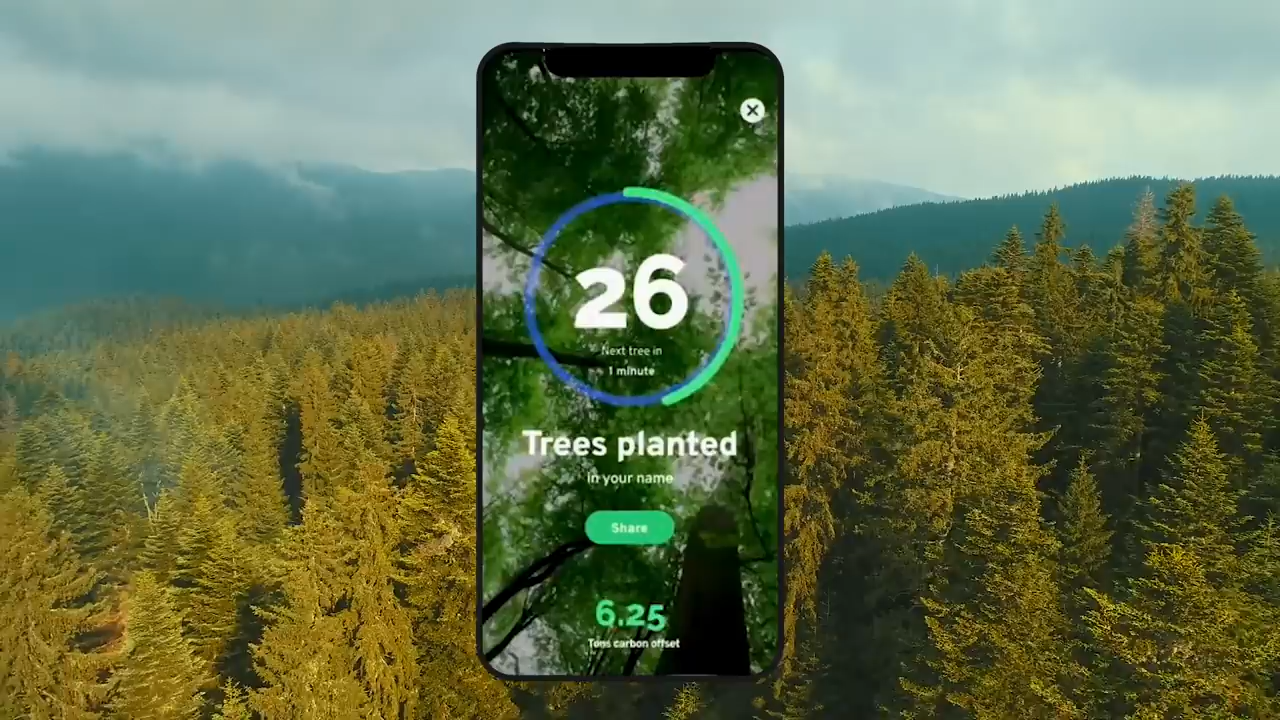 26
Next tree in
1 minute
Trees planted
in your name
Share
6.25
Tons carbon offset